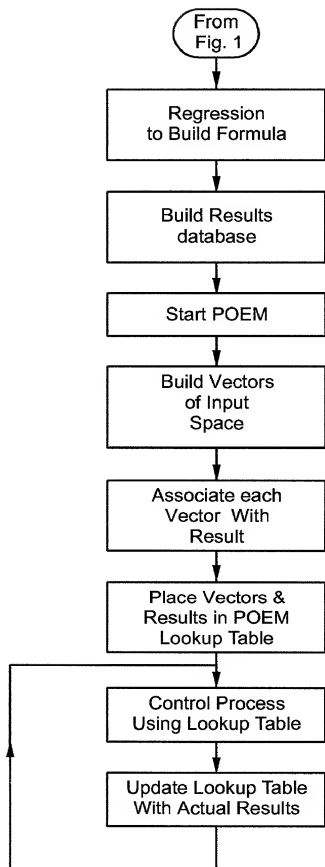 From
Fig. 1
Regression
to Build Formula
Build Results
database
Start POEM
Build Vectors
of Input
Space
Associate each
Vector With
Result
Place Vectors &
Results in POEM
Lookup Table
Control Process
Using Lookup Table
Update Lookup Table
With Actual Results